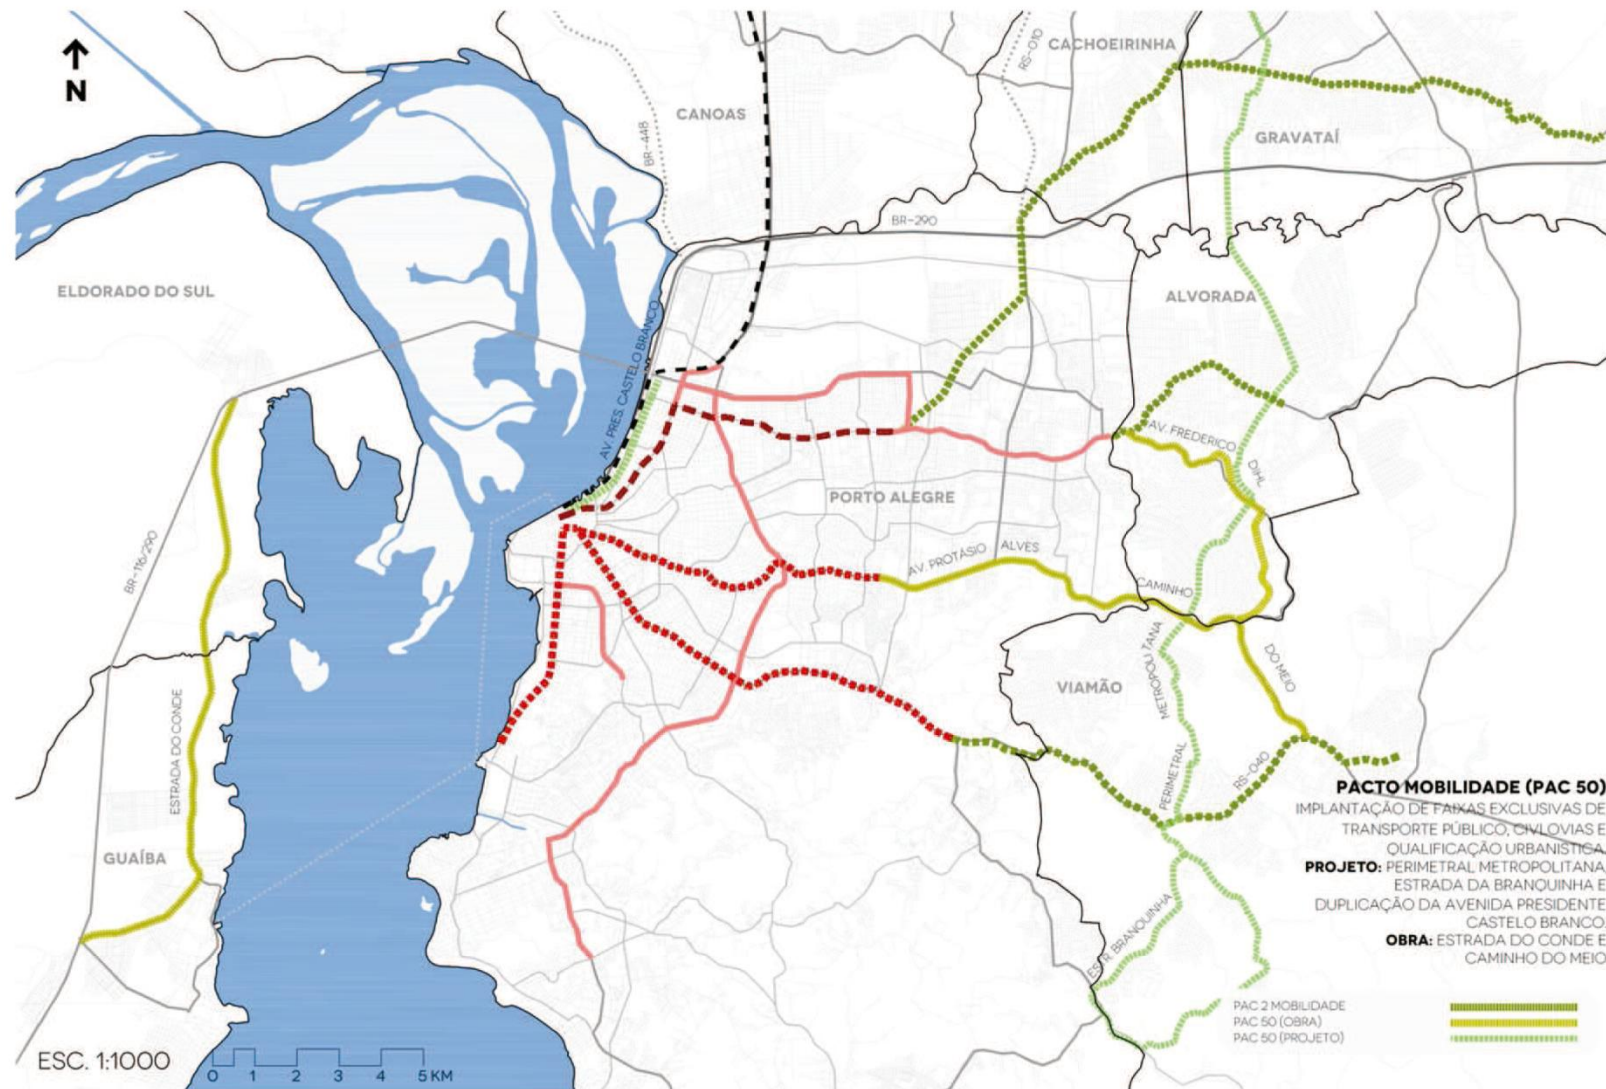 N
CACHOEIRINHA
RS-010
CANOAS
BR-448
GRAVATAÍ
BR-290
ELDORADO DO SUL
ALVORADA
AV. PRES. CASTELO BRANCO
AV. FREDERICO
DIHL
PORTO ALEGRE
BR-116/290
AV. PROTÁSIO ALVES
CAMINHO
DO MEIO
METROPOLITANA
VIAMÃO
ESTRADA DO CONDE
PERIMETRAL
RS-040
GUAÍBA
ESTR. BRANQUINHA
PACTO MOBILIDADE (PAC 50)
IMPLANTAÇÃO DE FAIXAS EXCLUSIVAS DE
TRANSPORTE PÚBLICO, CIVLOVIAS E
QUALIFICAÇÃO URBANÍSTICA.
PROJETO: PERIMETRAL METROPOLITANA,
ESTRADA DA BRANQUINHA E
DUPLICAÇÃO DA AVENIDA PRESIDENTE
CASTELO BRANCO.
OBRA: ESTRADA DO CONDE E
CAMINHO DO MEIO
PAC 2 MOBILIDADE
PAC 50 (OBRA)
PAC 50 (PROJETO)
ESC. 1:1000
0 1 2 3 4 5 KM